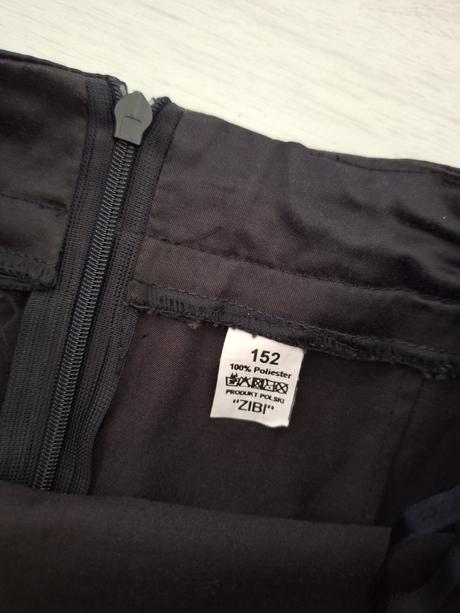 152
100% Poliester
PRODUKT POLSKI
"ZIBI"